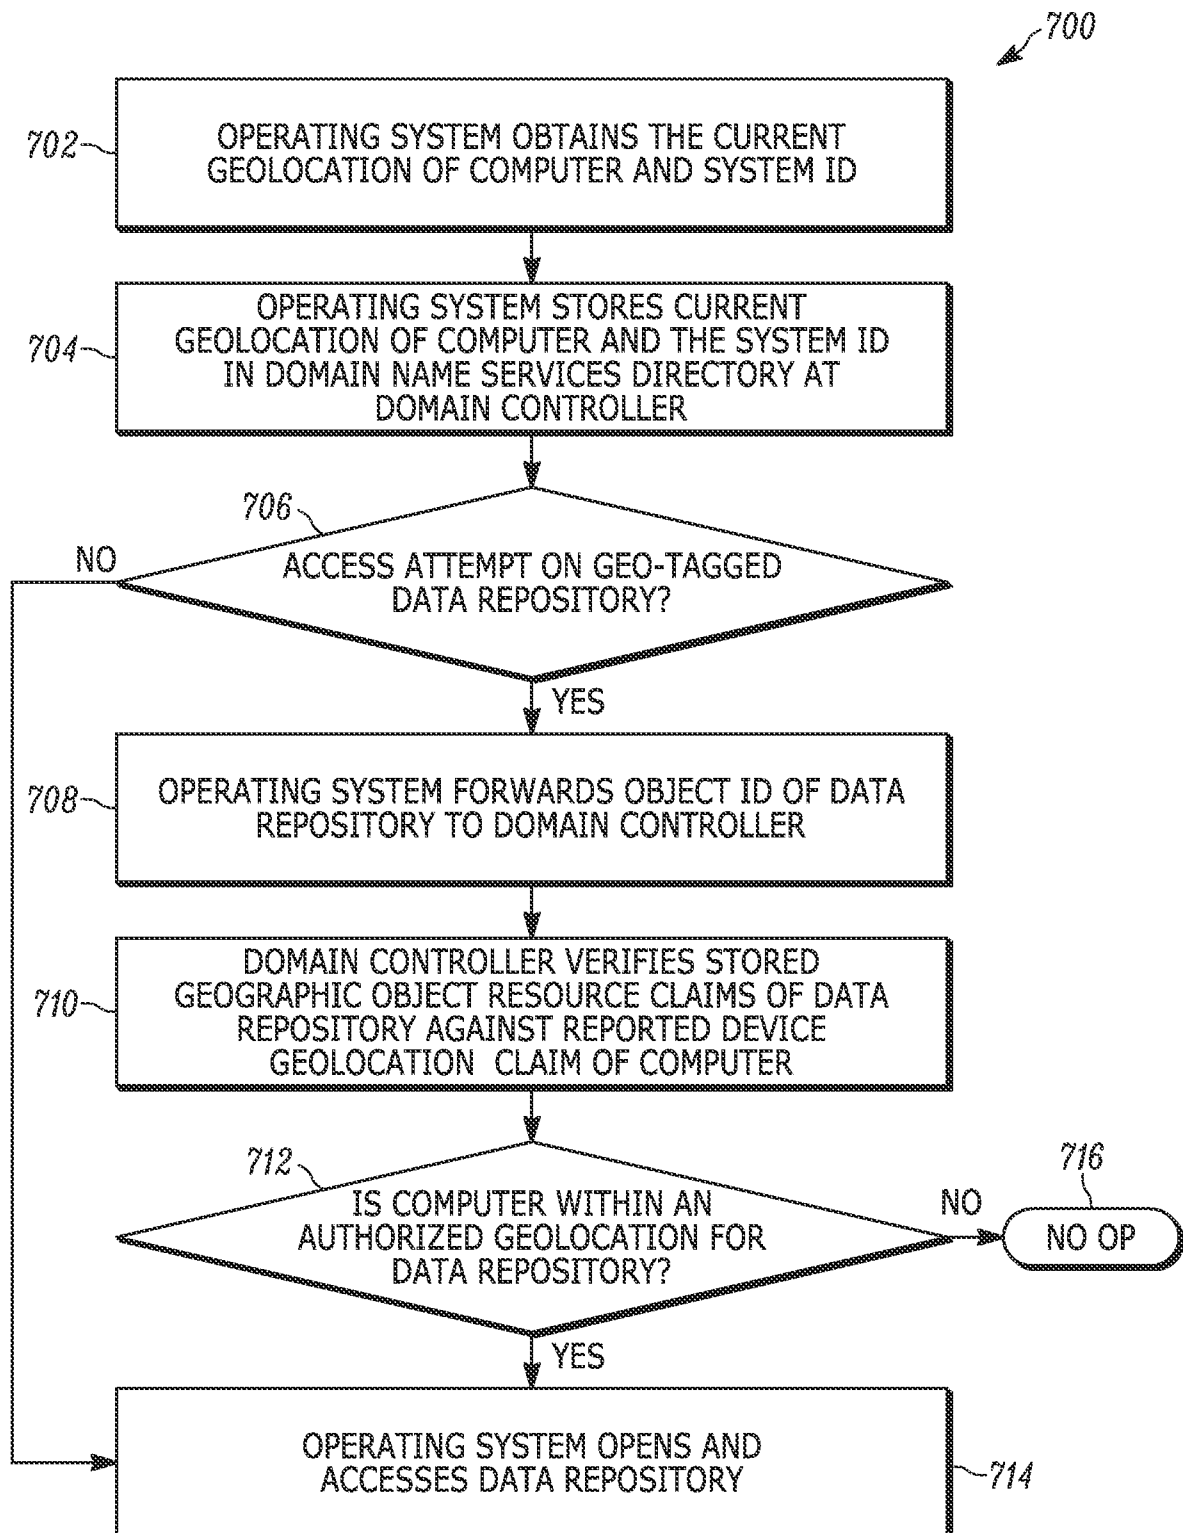 700
702
OPERATING SYSTEM OBTAINS THE CURRENT
GEOLOCATION OF COMPUTER AND SYSTEM ID
704
OPERATING SYSTEM STORES CURRENT
GEOLOCATION OF COMPUTER AND THE SYSTEM ID
IN DOMAIN NAME SERVICES DIRECTORY AT
DOMAIN CONTROLLER
706
NO
ACCESS ATTEMPT ON GEO-TAGGED
DATA REPOSITORY?
YES
708
OPERATING SYSTEM FORWARDS OBJECT ID OF DATA
REPOSITORY TO DOMAIN CONTROLLER
710
DOMAIN CONTROLLER VERIFIES STORED
GEOGRAPHIC OBJECT RESOURCE CLAIMS OF DATA
REPOSITORY AGAINST REPORTED DEVICE
GEOLOCATION CLAIM OF COMPUTER
712
IS COMPUTER WITHIN AN
AUTHORIZED GEOLOCATION FOR
DATA REPOSITORY?
NO
716
NO OP
YES
OPERATING SYSTEM OPENS AND
ACCESSES DATA REPOSITORY
714